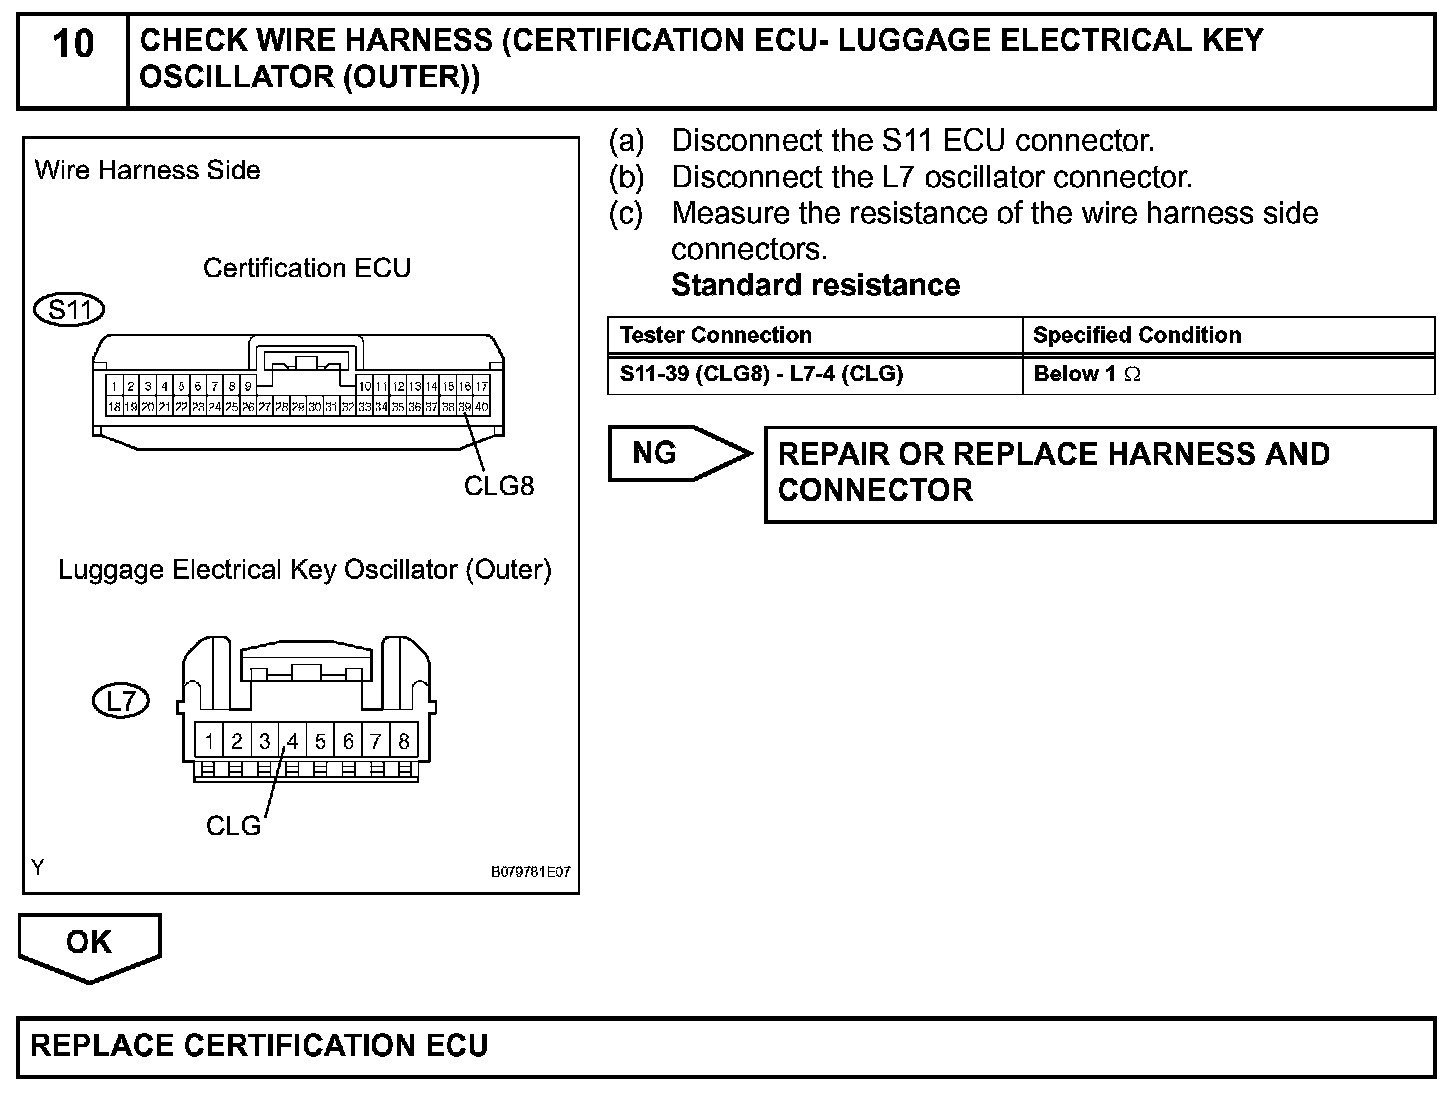 10
CHECK WIRE HARNESS (CERTIFICATION ECU- LUGGAGE ELECTRICAL KEY
OSCILLATOR (OUTER))
Wire Harness Side
Certification ECU
S11
1 2 3 4 5 6 7 8 9 10 11 12 13 14 15 16 17
18 19 20 21 22 23 24 25 26 27 28 29 30 31 32 33 34 35 36 37 38 39 40
CLG8
Luggage Electrical Key Oscillator (Outer)
L7
1 2 3 4 5 6 7 8
CLG
Y
B079781E07
(a) Disconnect the S11 ECU connector.
(b) Disconnect the L7 oscillator connector.
(c) Measure the resistance of the wire harness side
connectors.
Standard resistance
Tester Connection Specified Condition
S11-39 (CLG8) - L7-4 (CLG) Below 1 Ω
NG
REPAIR OR REPLACE HARNESS AND
CONNECTOR
OK
REPLACE CERTIFICATION ECU